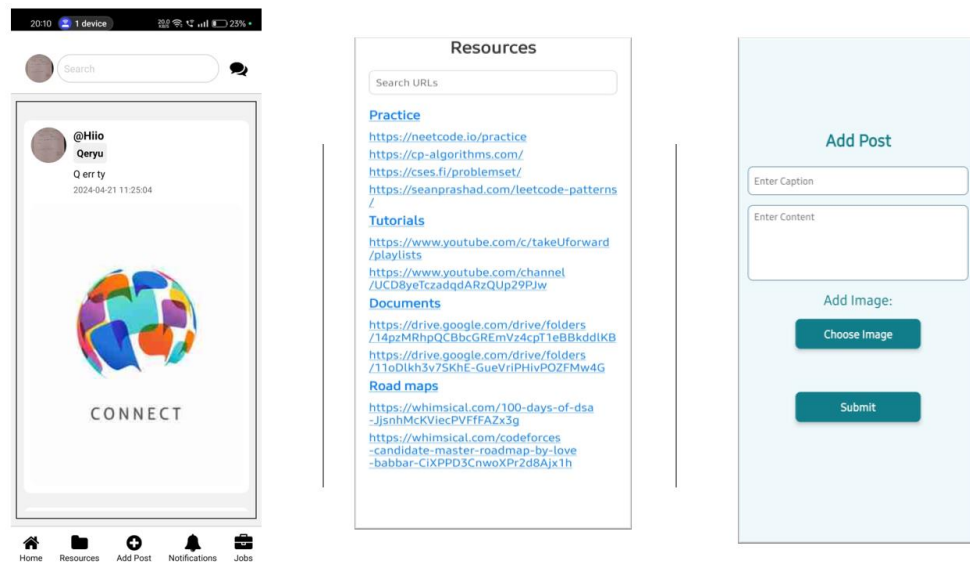 20:10 1 device 23%
Search
@Hiio
Qeryu
Q err ty
2024-04-21 11:25:04
CONNECT
Home Resources Add Post Notifications Jobs
Resources
Search URLs
Practice
https://neetcode.io/practice
https://cp-algorithms.com/
https://cses.fi/problemset/
https://seanprashad.com/leetcode-patterns
/
Tutorials
https://www.youtube.com/c/takeUforward
/playlists
https://www.youtube.com/channel
/UCD8yeTczadqdARzQUp29PJw
Documents
https://drive.google.com/drive/folders
/14pzMRhpQCBbcGREmVz4cpT1eBBkddlKB
https://drive.google.com/drive/folders
/11oDlkh3v7SKhE-GueVriPHivPOZFMw4G
Road maps
https://whimsical.com/100-days-of-dsa
-JjsnhMcKViecPVFfFAZx3g
https://whimsical.com/codeforces
-candidate-master-roadmap-by-love
-babbar-CiXPPD3CnwoXPr2d8Ajx1h
Add Post
Enter Caption
Enter Content
Add Image:
Choose Image
Submit